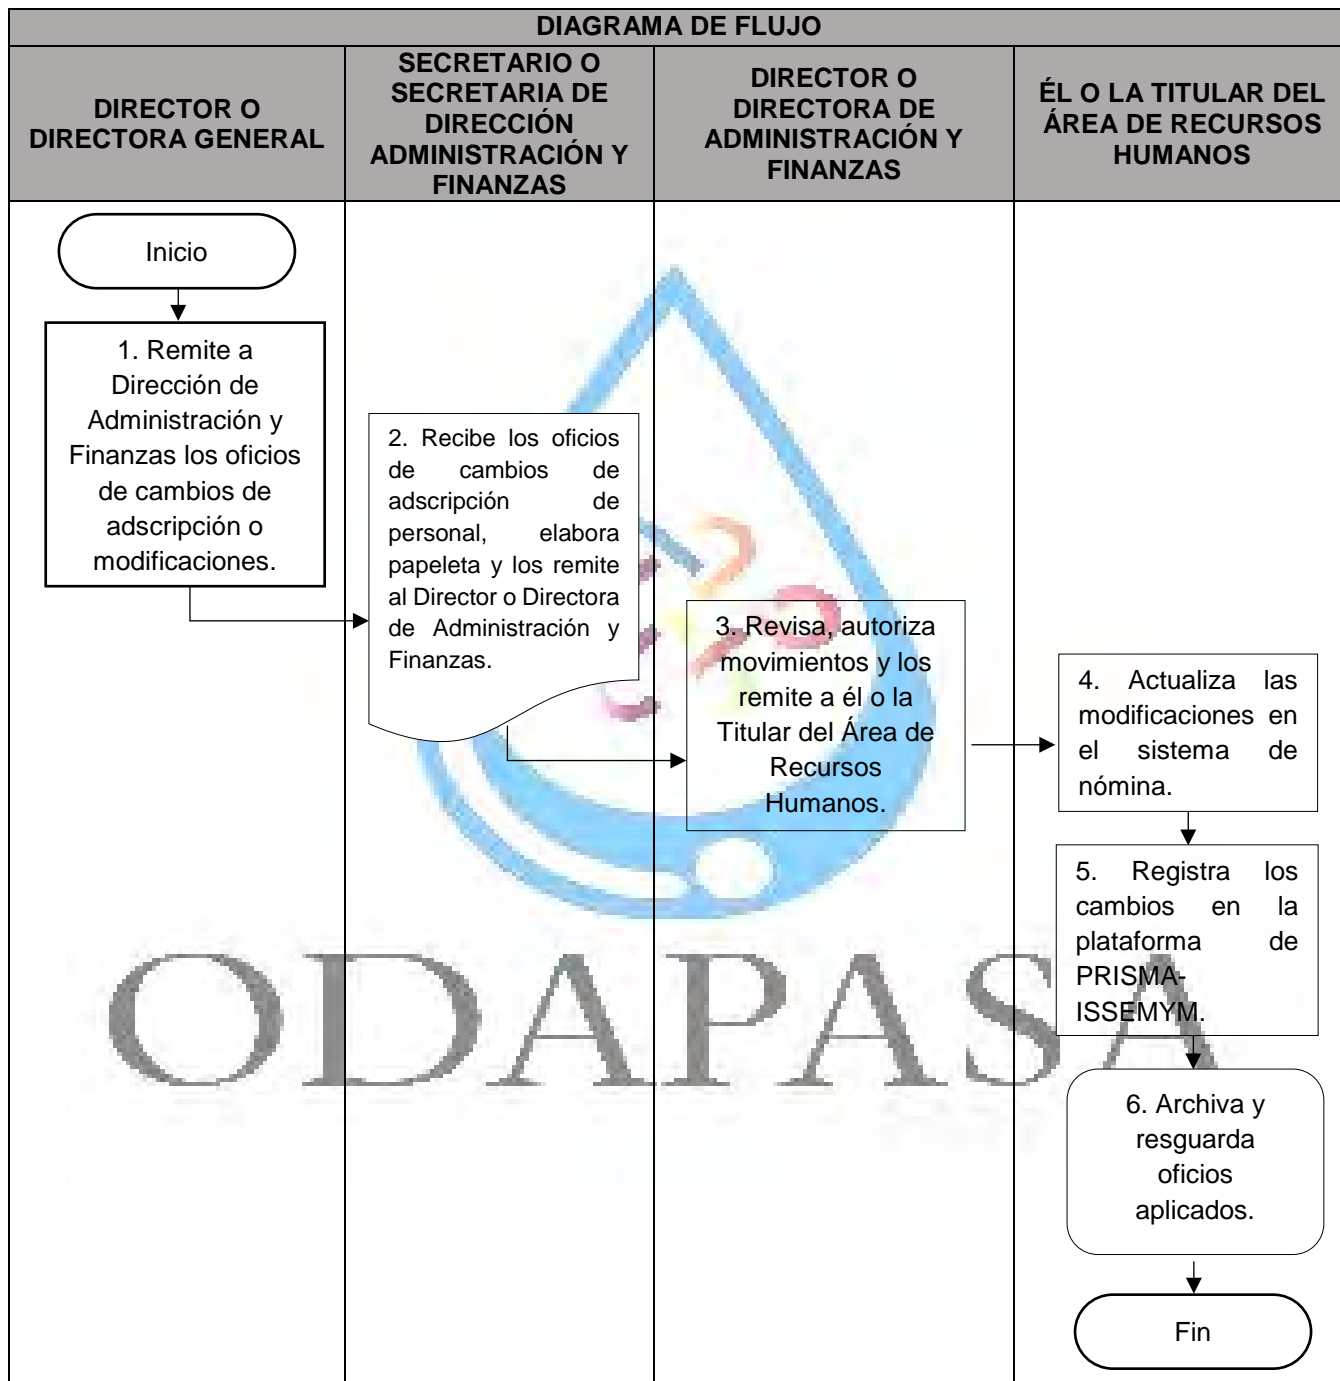 DIAGRAMA DE FLUJO
DIRECTOR O
DIRECTORA GENERAL
SECRETARIO O
SECRETARIA DE
DIRECCIÓN
ADMINISTRACIÓN Y
FINANZAS
DIRECTOR O
DIRECTORA DE
ADMINISTRACIÓN Y
FINANZAS
ÉL O LA TITULAR DEL
ÁREA DE RECURSOS
HUMANOS
Inicio
1. Remite a
Dirección de
Administración y
Finanzas los oficios
de cambios de
adscripción o
modificaciones.
2. Recibe los oficios
de cambios de
adscripción de
personal, elabora
papeleta y los remite
al Director o Directora
de Administración y
Finanzas.
3. Revisa, autoriza
movimientos y los
remite a él o la
Titular del Área de
Recursos
Humanos.
4. Actualiza las
modificaciones en
el sistema de
nómina.
5. Registra los
cambios en la
plataforma de
PRISMA-
ISSEMYM.
6. Archiva y
resguarda
oficios
aplicados.
Fin
ODAPASA